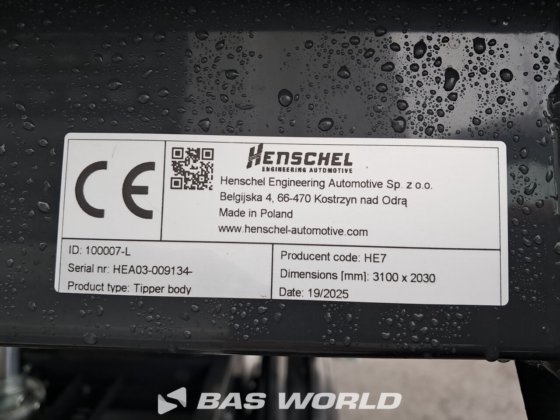 CE
HENSCHEL
ENGINEERING AUTOMOTIVE
Henschel Engineering Automotive Sp. z o.o.
Belgijska 4, 66-470 Kostrzyn nad Odrą
Made in Poland
www.henschel-automotive.com
ID: 100007-L
Serial nr: HEA03-009134-
Product type: Tipper body
Producent code: HE7
Dimensions [mm]: 3100 x 2030
Date: 19/2025
BAS WORLD